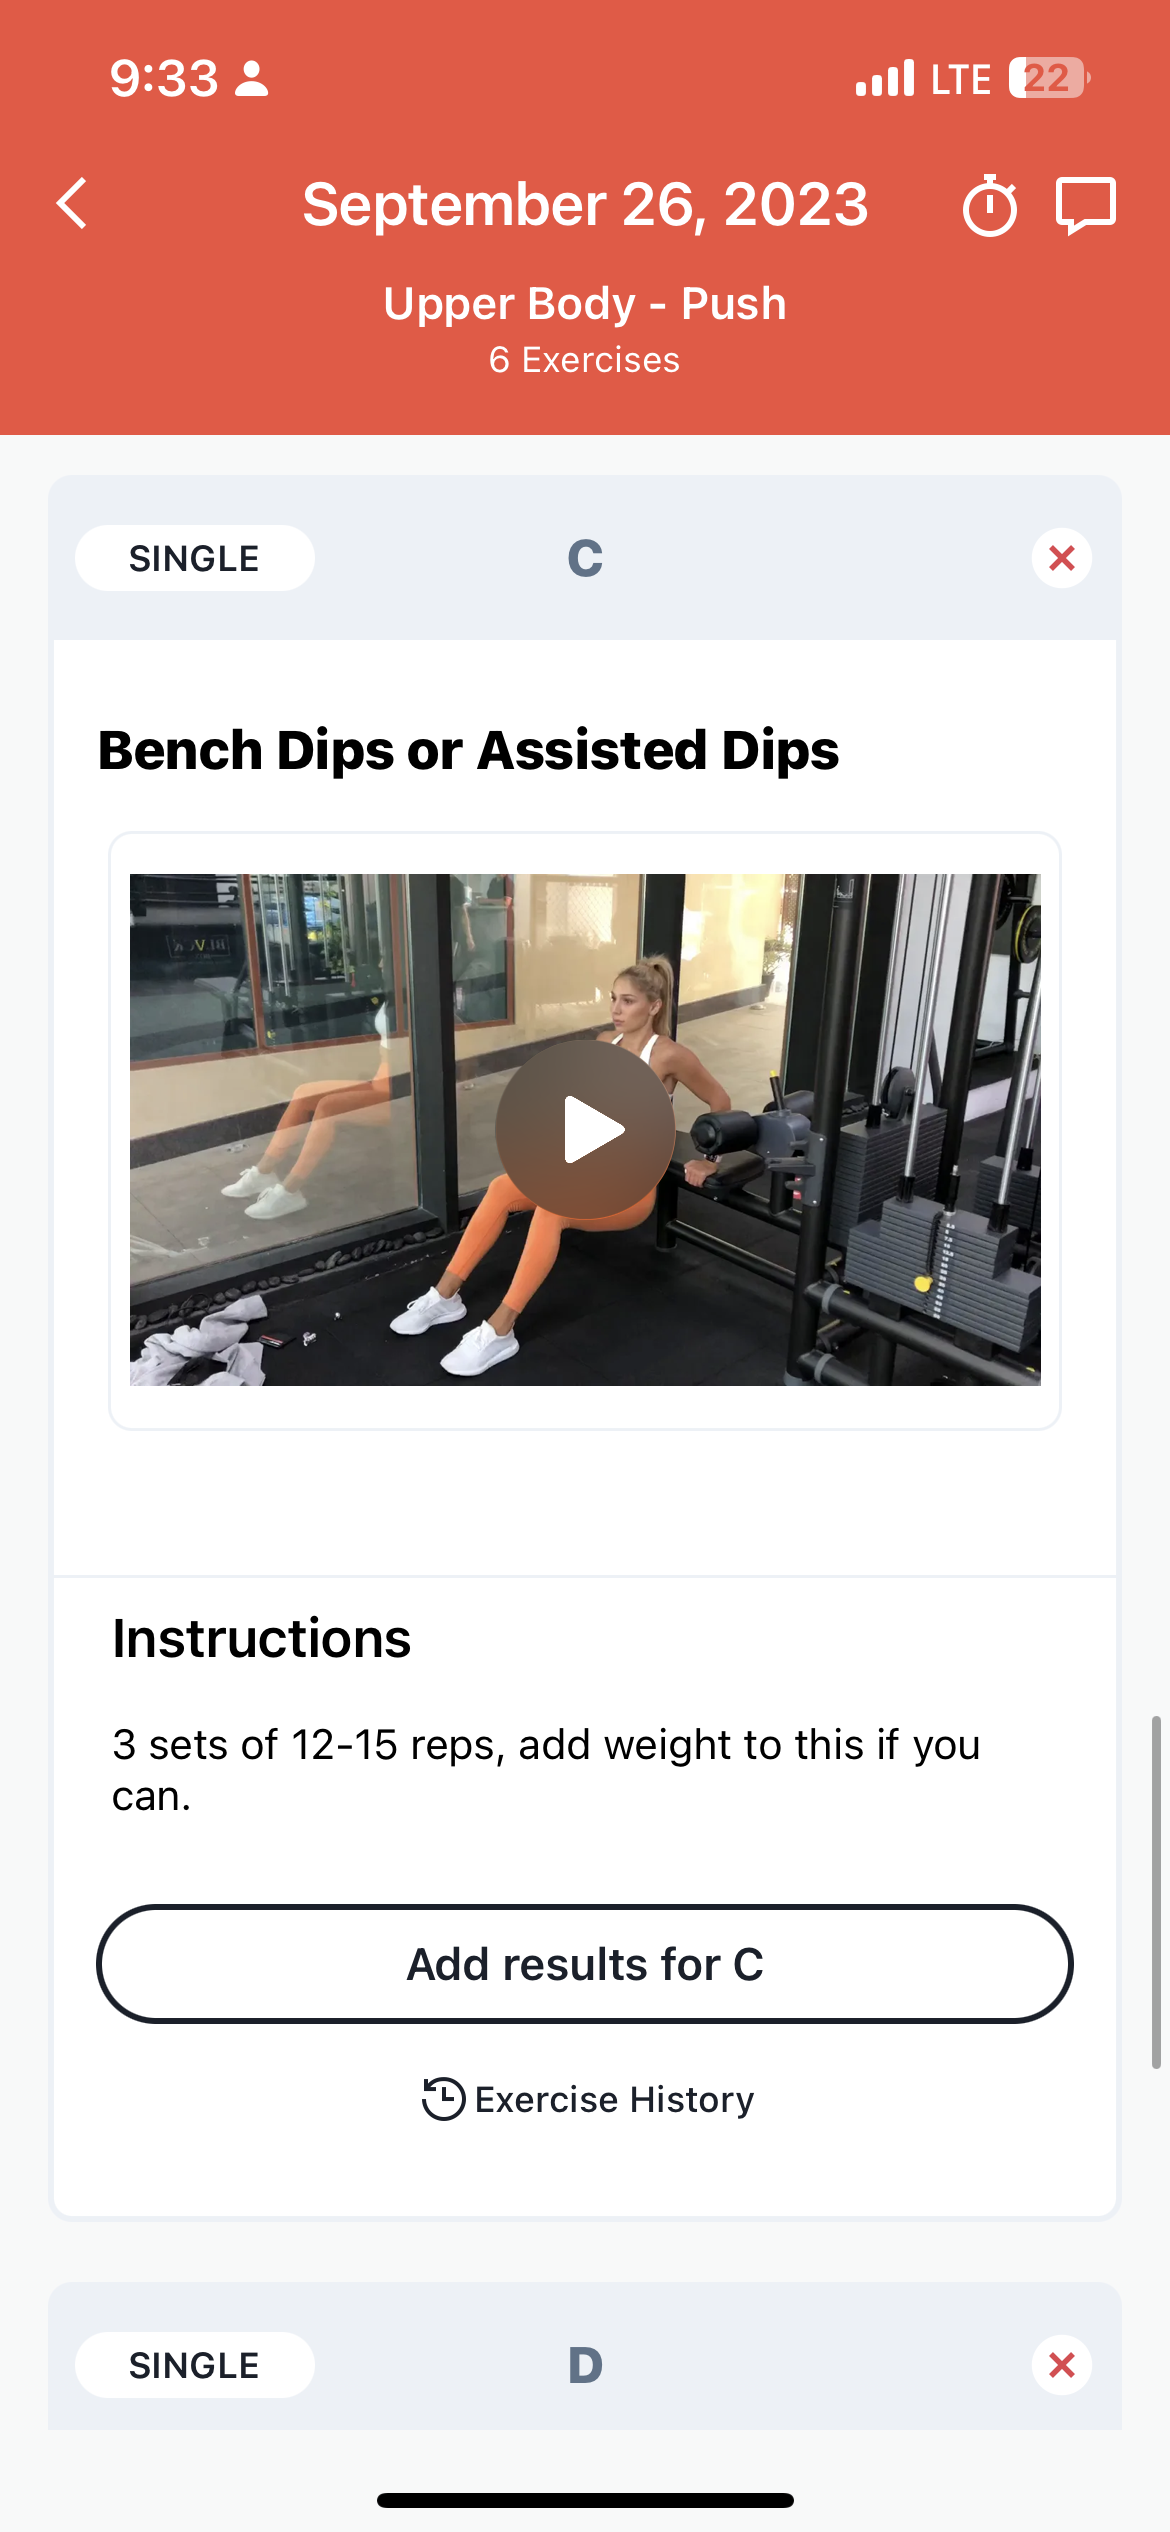 9:33
LTE
22
September 26, 2023
Upper Body - Push
6 Exercises
SINGLE
C
Bench Dips or Assisted Dips
Instructions
3 sets of 12-15 reps, add weight to this if you
can.
Add results for C
Exercise History
SINGLE
D